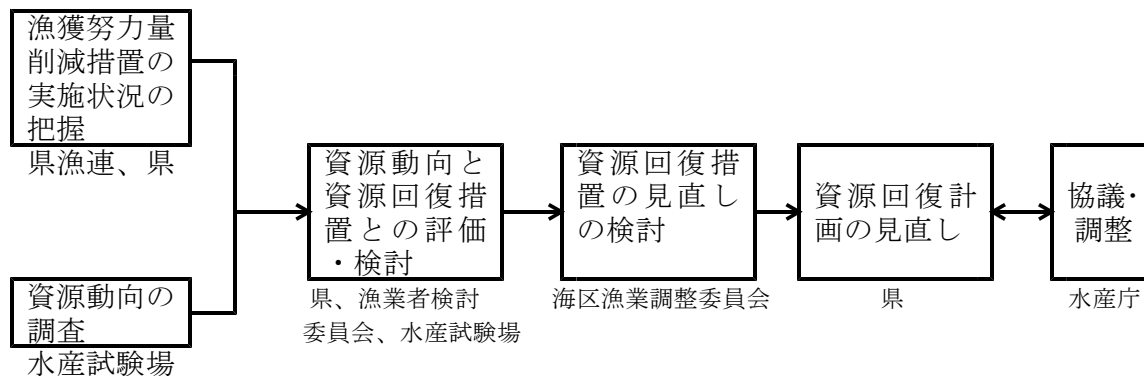 漁獲努力量
削減措置の
実施状況の
把握
県漁連、県
資源動向の
調査
水産試験場
資源動向と
資源回復措
置との評価
・検討
県、漁業者検討
委員会、水産試験場
資源回復措
置の見直し
の検討
海区漁業調整委員会
資源回復計
画の見直し
県
協議・
調整
水産庁